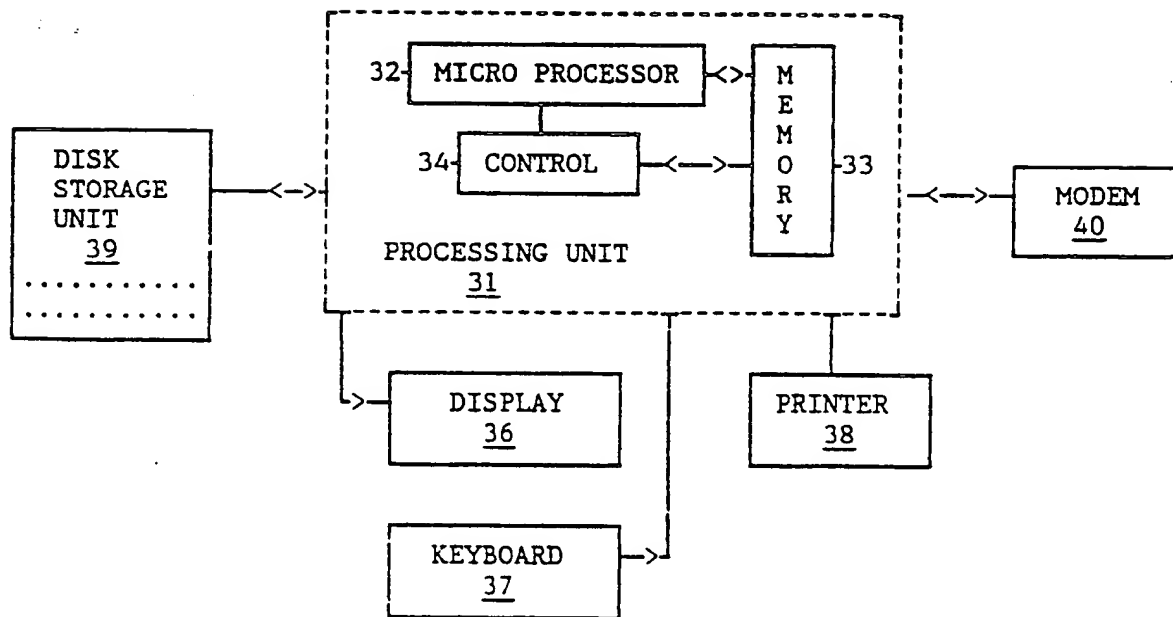 32 MICRO PROCESSOR
MEMORY
34 CONTROL
33
PROCESSING UNIT
31
DISK
STORAGE
UNIT
39
MODEM
40
DISPLAY
36
PRINTER
38
KEYBOARD
37